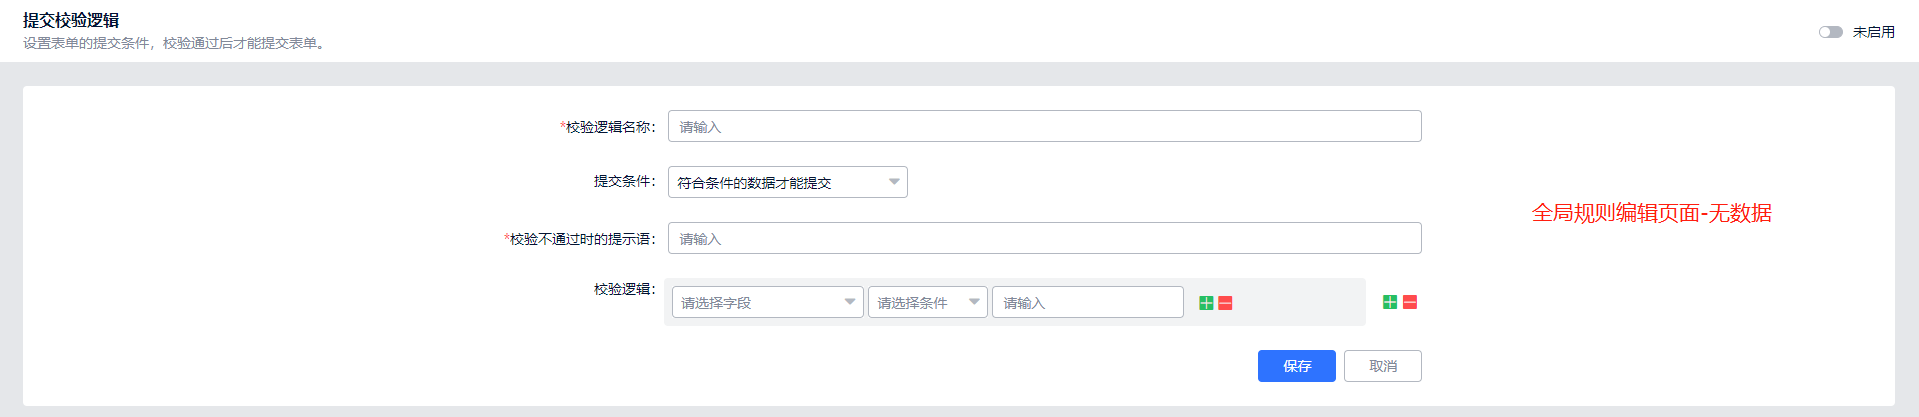 提交校验逻辑
设置表单的提交条件，校验通过后才能提交表单。
未启用
*校验逻辑名称： 请输入
提交条件： 符合条件的数据才能提交
全局规则编辑页面-无数据
*校验不通过时的提示语： 请输入
校验逻辑： 请选择字段 请选择条件 请输入
保存 取消